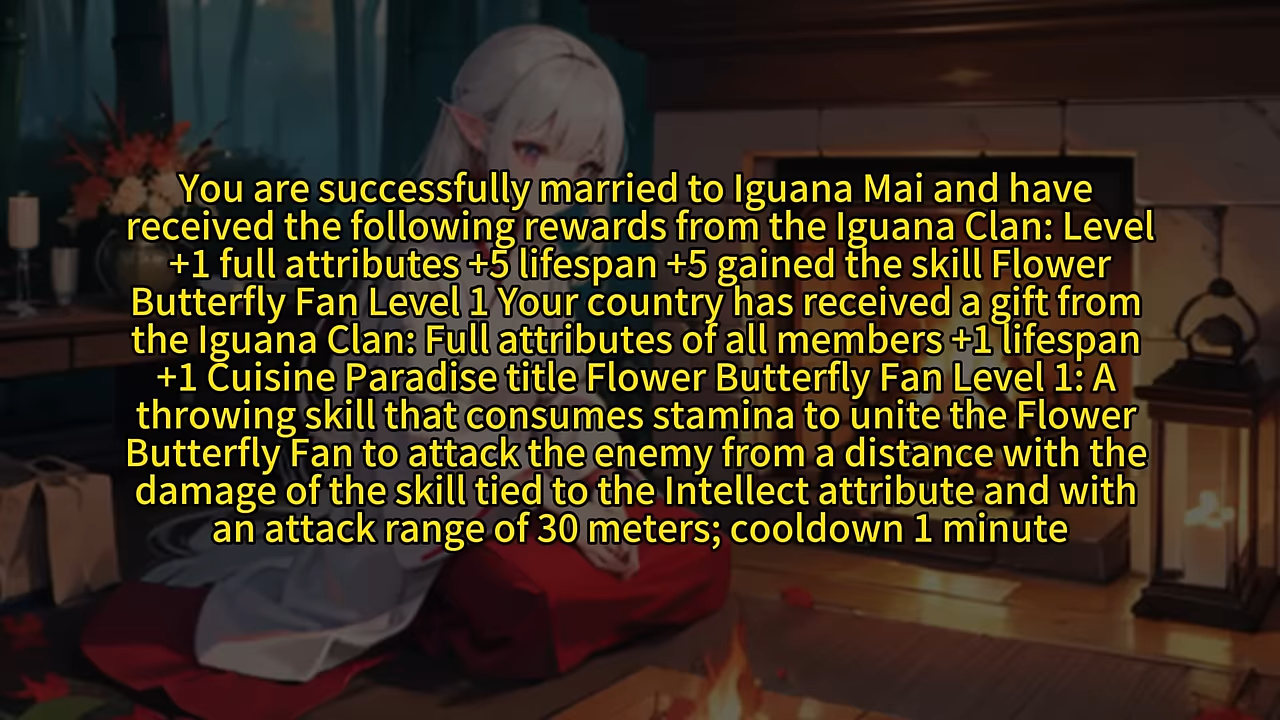 You are successfully married to Iguana Mai and have
received the following rewards from the Iguana Clan: Level
+1 full attributes +5 lifespan +5 gained the skill Flower
Butterfly Fan Level 1 Your country has received a gift from
the Iguana Clan: Full attributes of all members +1 lifespan
+1 Cuisine Paradise title Flower Butterfly Fan Level 1: A
throwing skill that consumes stamina to unite the Flower
Butterfly Fan to attack the enemy from a distance with the
damage of the skill tied to the Intellect attribute and with
an attack range of 30 meters; cooldown 1 minute